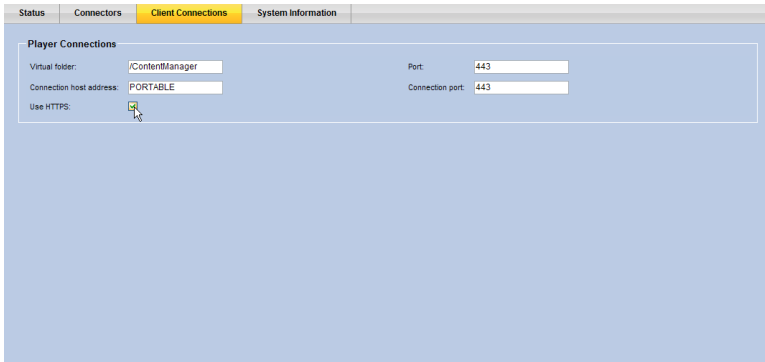 Status Connectors Client Connections System Information
Player Connections
Virtual folder: /ContentManager Port: 443
Connection host address: PORTABLE Connection port: 443
Use HTTPS: